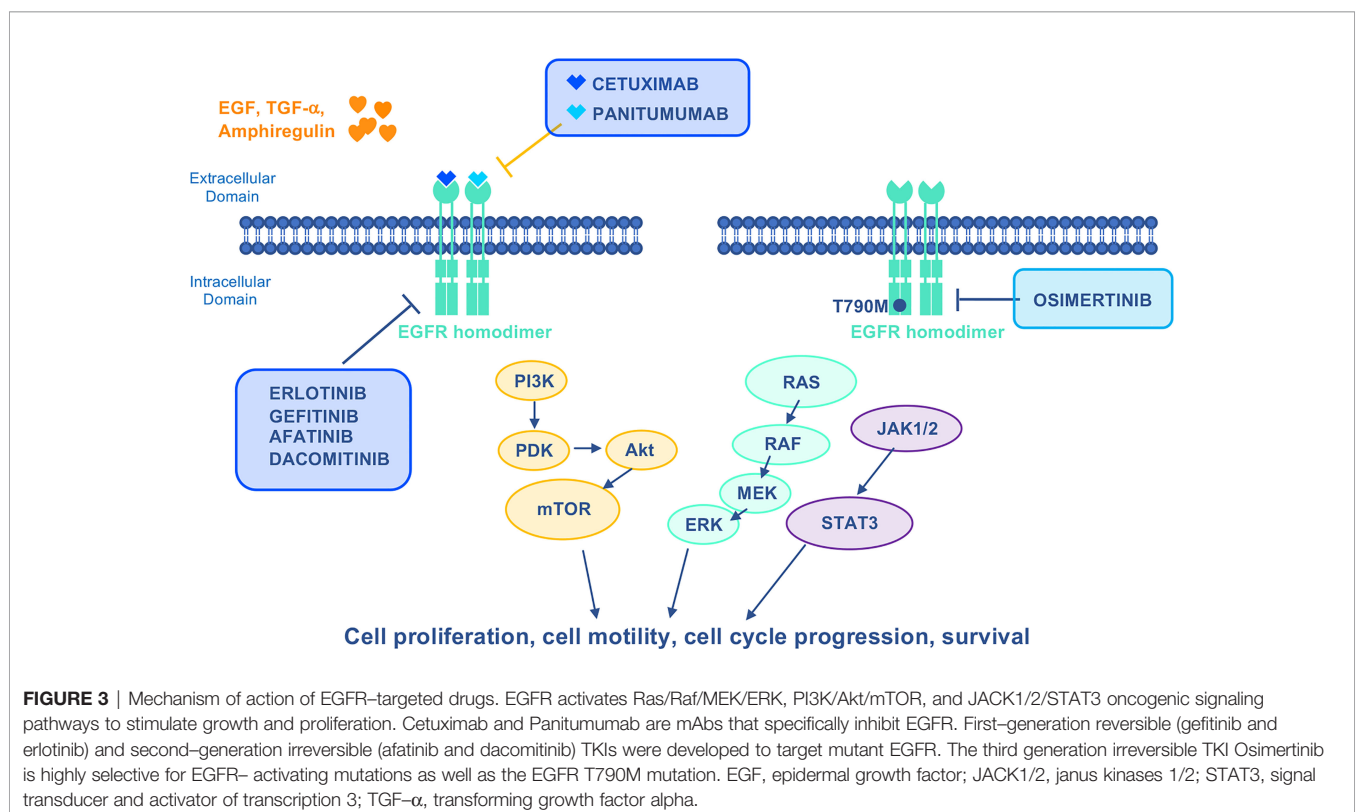 CETUXIMAB
PANITUMUMAB
EGF, TGF-α,
Amphiregulin
Extracellular
Domain
Intracellular
Domain
T790M
OSIMERTINIB
EGFR homodimer
EGFR homodimer
ERLOTINIB
GEFITINIB
AFATINIB
DACOMITINIB
PI3K
PDK
Akt
mTOR
RAS
RAF
MEK
ERK
JAK1/2
STAT3
Cell proliferation, cell motility, cell cycle progression, survival
FIGURE 3 | Mechanism of action of EGFR–targeted drugs. EGFR activates Ras/Raf/MEK/ERK, PI3K/Akt/mTOR, and JACK1/2/STAT3 oncogenic signaling
pathways to stimulate growth and proliferation. Cetuximab and Panitumumab are mAbs that specifically inhibit EGFR. First–generation reversible (gefitinib and
erlotinib) and second–generation irreversible (afatinib and dacomitinib) TKIs were developed to target mutant EGFR. The third generation irreversible TKI Osimertinib
is highly selective for EGFR– activating mutations as well as the EGFR T790M mutation. EGF, epidermal growth factor; JACK1/2, janus kinases 1/2; STAT3, signal
transducer and activator of transcription 3; TGF–α, transforming growth factor alpha.